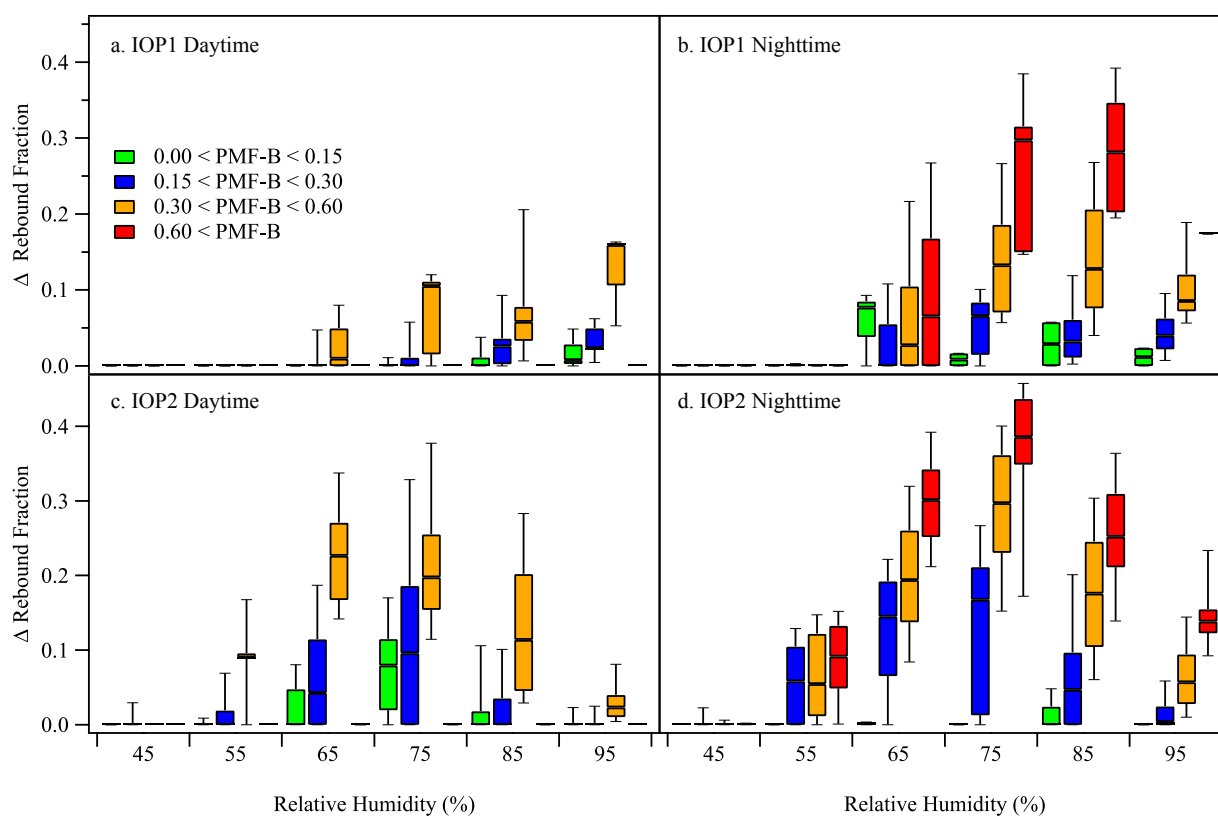 a. IOP1 Daytime
b. IOP1 Nighttime
0.4
0.3
0.2
0.1
0.0
Δ Rebound Fraction
0.00 < PMF-B < 0.15
0.15 < PMF-B < 0.30
0.30 < PMF-B < 0.60
0.60 < PMF-B
c. IOP2 Daytime
d. IOP2 Nighttime
0.4
0.3
0.2
0.1
0.0
Δ Rebound Fraction
45 55 65 75 85 95
45 55 65 75 85 95
Relative Humidity (%)
Relative Humidity (%)